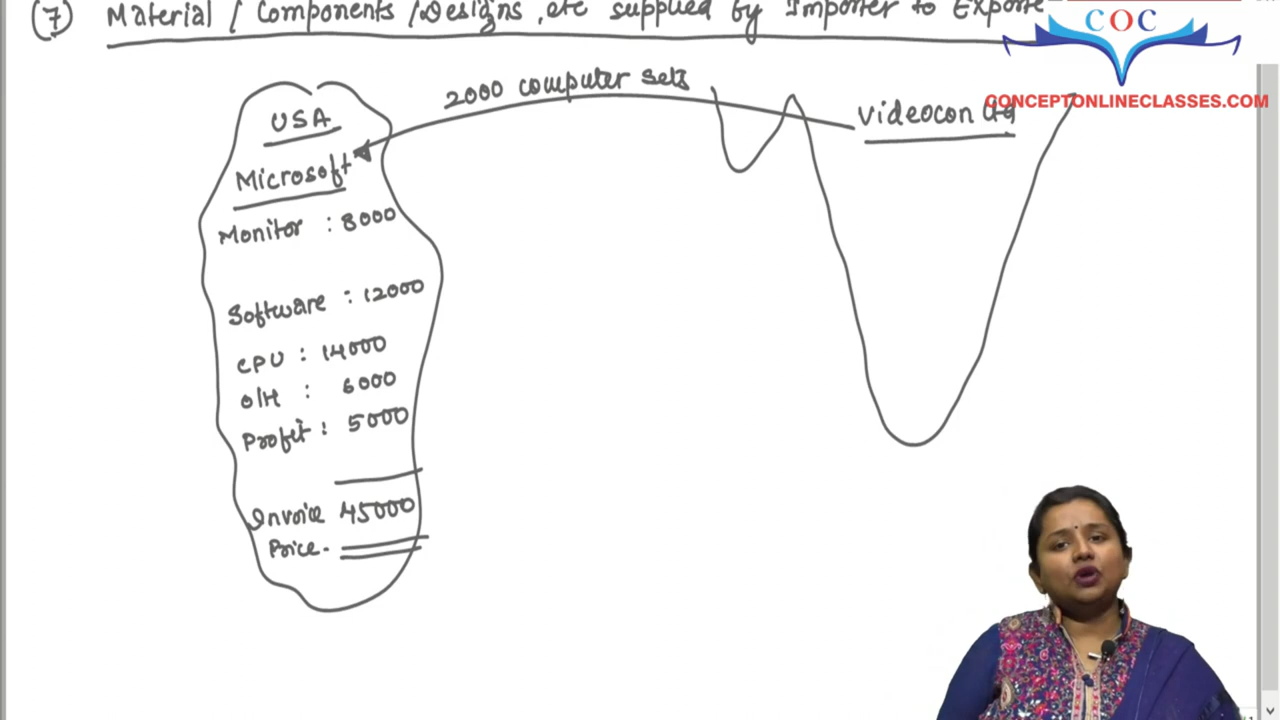 (7) Material / Components / Designs, etc supplied by Importer to Exporte
COC
CONCEPTONLINECLASSES.COM
2000 computer sets
Videocon
USA
Microsoft
Monitor : 8000
Software : 12000
CPU : 14000
O/H : 6000
Profit : 5000
Invoice 45000
Price.